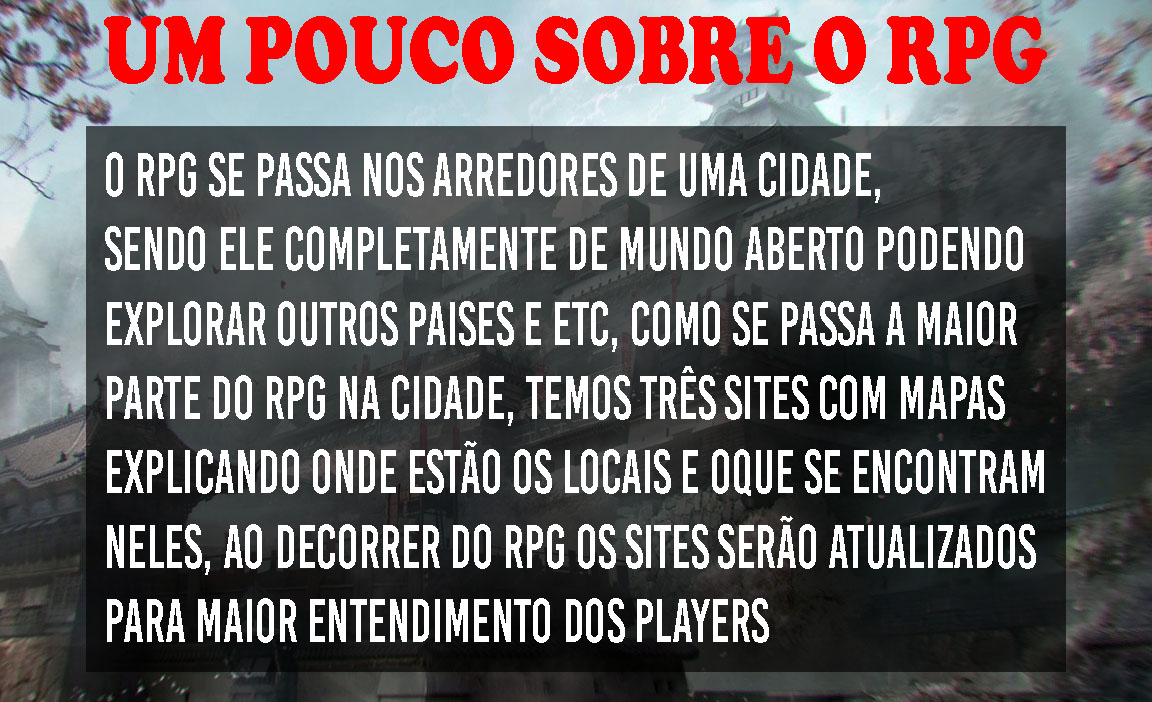 UM POUCO SOBRE O RPG
O RPG SE PASSA NOS ARREDORES DE UMA CIDADE,
SENDO ELE COMPLETAMENTE DE MUNDO ABERTO PODENDO
EXPLORAR OUTROS PAISES E ETC, COMO SE PASSA A MAIOR
PARTE DO RPG NA CIDADE, TEMOS TRÊS SITES COM MAPAS
EXPLICANDO ONDE ESTÃO OS LOCAIS E OQUE SE ENCONTRAM
NELES, AO DECORRER DO RPG OS SITES SERÃO ATUALIZADOS
PARA MAIOR ENTENDIMENTO DOS PLAYERS